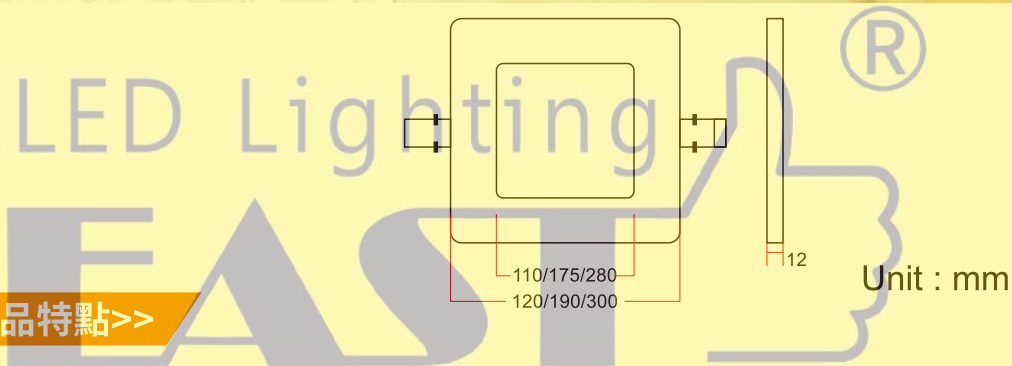 LED Lighting ®
EAST
110/175/280
120/190/300
12
Unit : mm
品特點>>